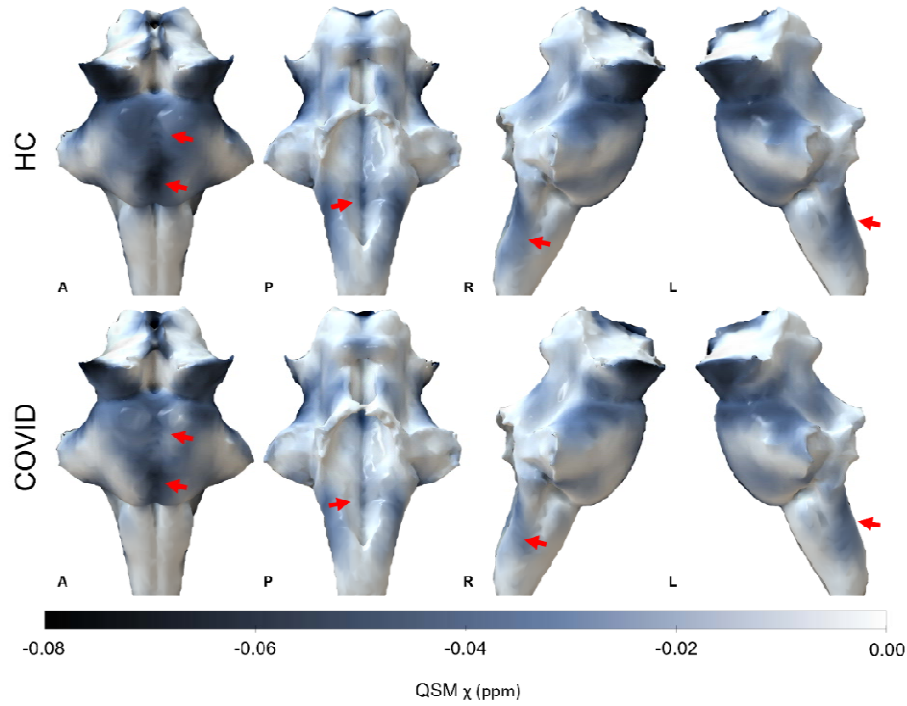 HC
A P R L
COVID
A P R L
-0.08 -0.06 -0.04 -0.02 0.00
QSM χ (ppm)